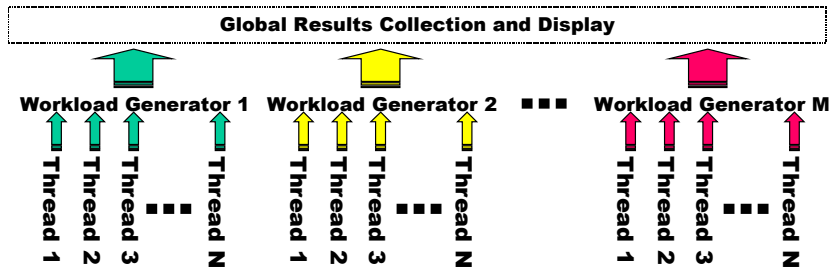 Global Results Collection and Display
Workload Generator 1
Workload Generator 2
Workload Generator M
Thread 1
Thread 2
Thread 3
Thread N
Thread 1
Thread 2
Thread 3
Thread N
Thread 1
Thread 2
Thread 3
Thread N